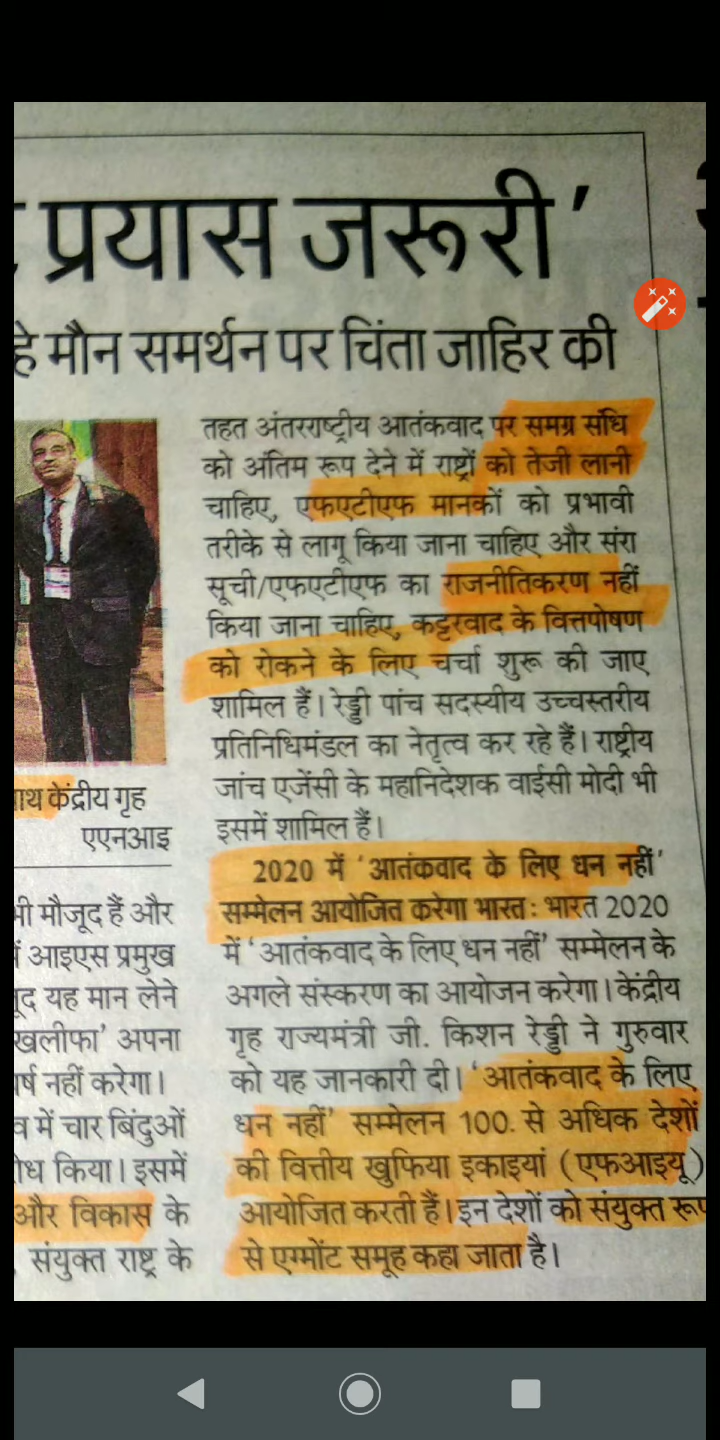 प्रयास जरूरी'
हे मौन समर्थन पर चिंता जाहिर की
ाथ केंद्रीय गृह
एएनआइ
भी मौजूद हैं और
आइएस प्रमुख
यह मान लेने
खलीफा' अपना
नहीं करेगा।
में चार बिंदुओं
किया। इसमें
और विकास के
संयुक्त राष्ट्र के
तहत अंतरराष्ट्रीय आतंकवाद पर समग्र संधि
को अंतिम रूप देने में राष्ट्रों को तेजी लानी
चाहिए, एफएटीएफ मानकों को प्रभावी
तरीके से लागू किया जाना चाहिए और संरा
सूची/एफएटीएफ का राजनीतिकरण नहीं
किया जाना चाहिए, कट्टरवाद के वित्तपोषण
को रोकने के लिए चर्चा शुरू की जाए
शामिल हैं। रेड्डी पांच सदस्यीय उच्चस्तरीय
प्रतिनिधिमंडल का नेतृत्व कर रहे हैं। राष्ट्रीय
जांच एजेंसी के महानिदेशक वाईसी मोदी भी
इसमें शामिल हैं।
2020 में 'आतंकवाद के लिए धन नहीं'
सम्मेलन आयोजित करेगा भारत: भारत 2020
में 'आतंकवाद के लिए धन नहीं' सम्मेलन के
अगले संस्करण का आयोजन करेगा। केंद्रीय
गृह राज्यमंत्री जी. किशन रेड्डी ने गुरुवार
को यह जानकारी दी। 'आतंकवाद के लिए
धन नहीं' सम्मेलन 100. से अधिक देशों
की वित्तीय खुफिया इकाइयां (एफआइयू)
आयोजित करती हैं। इन देशों को संयुक्त रूप
से एग्मोंट समूह कहा जाता है।